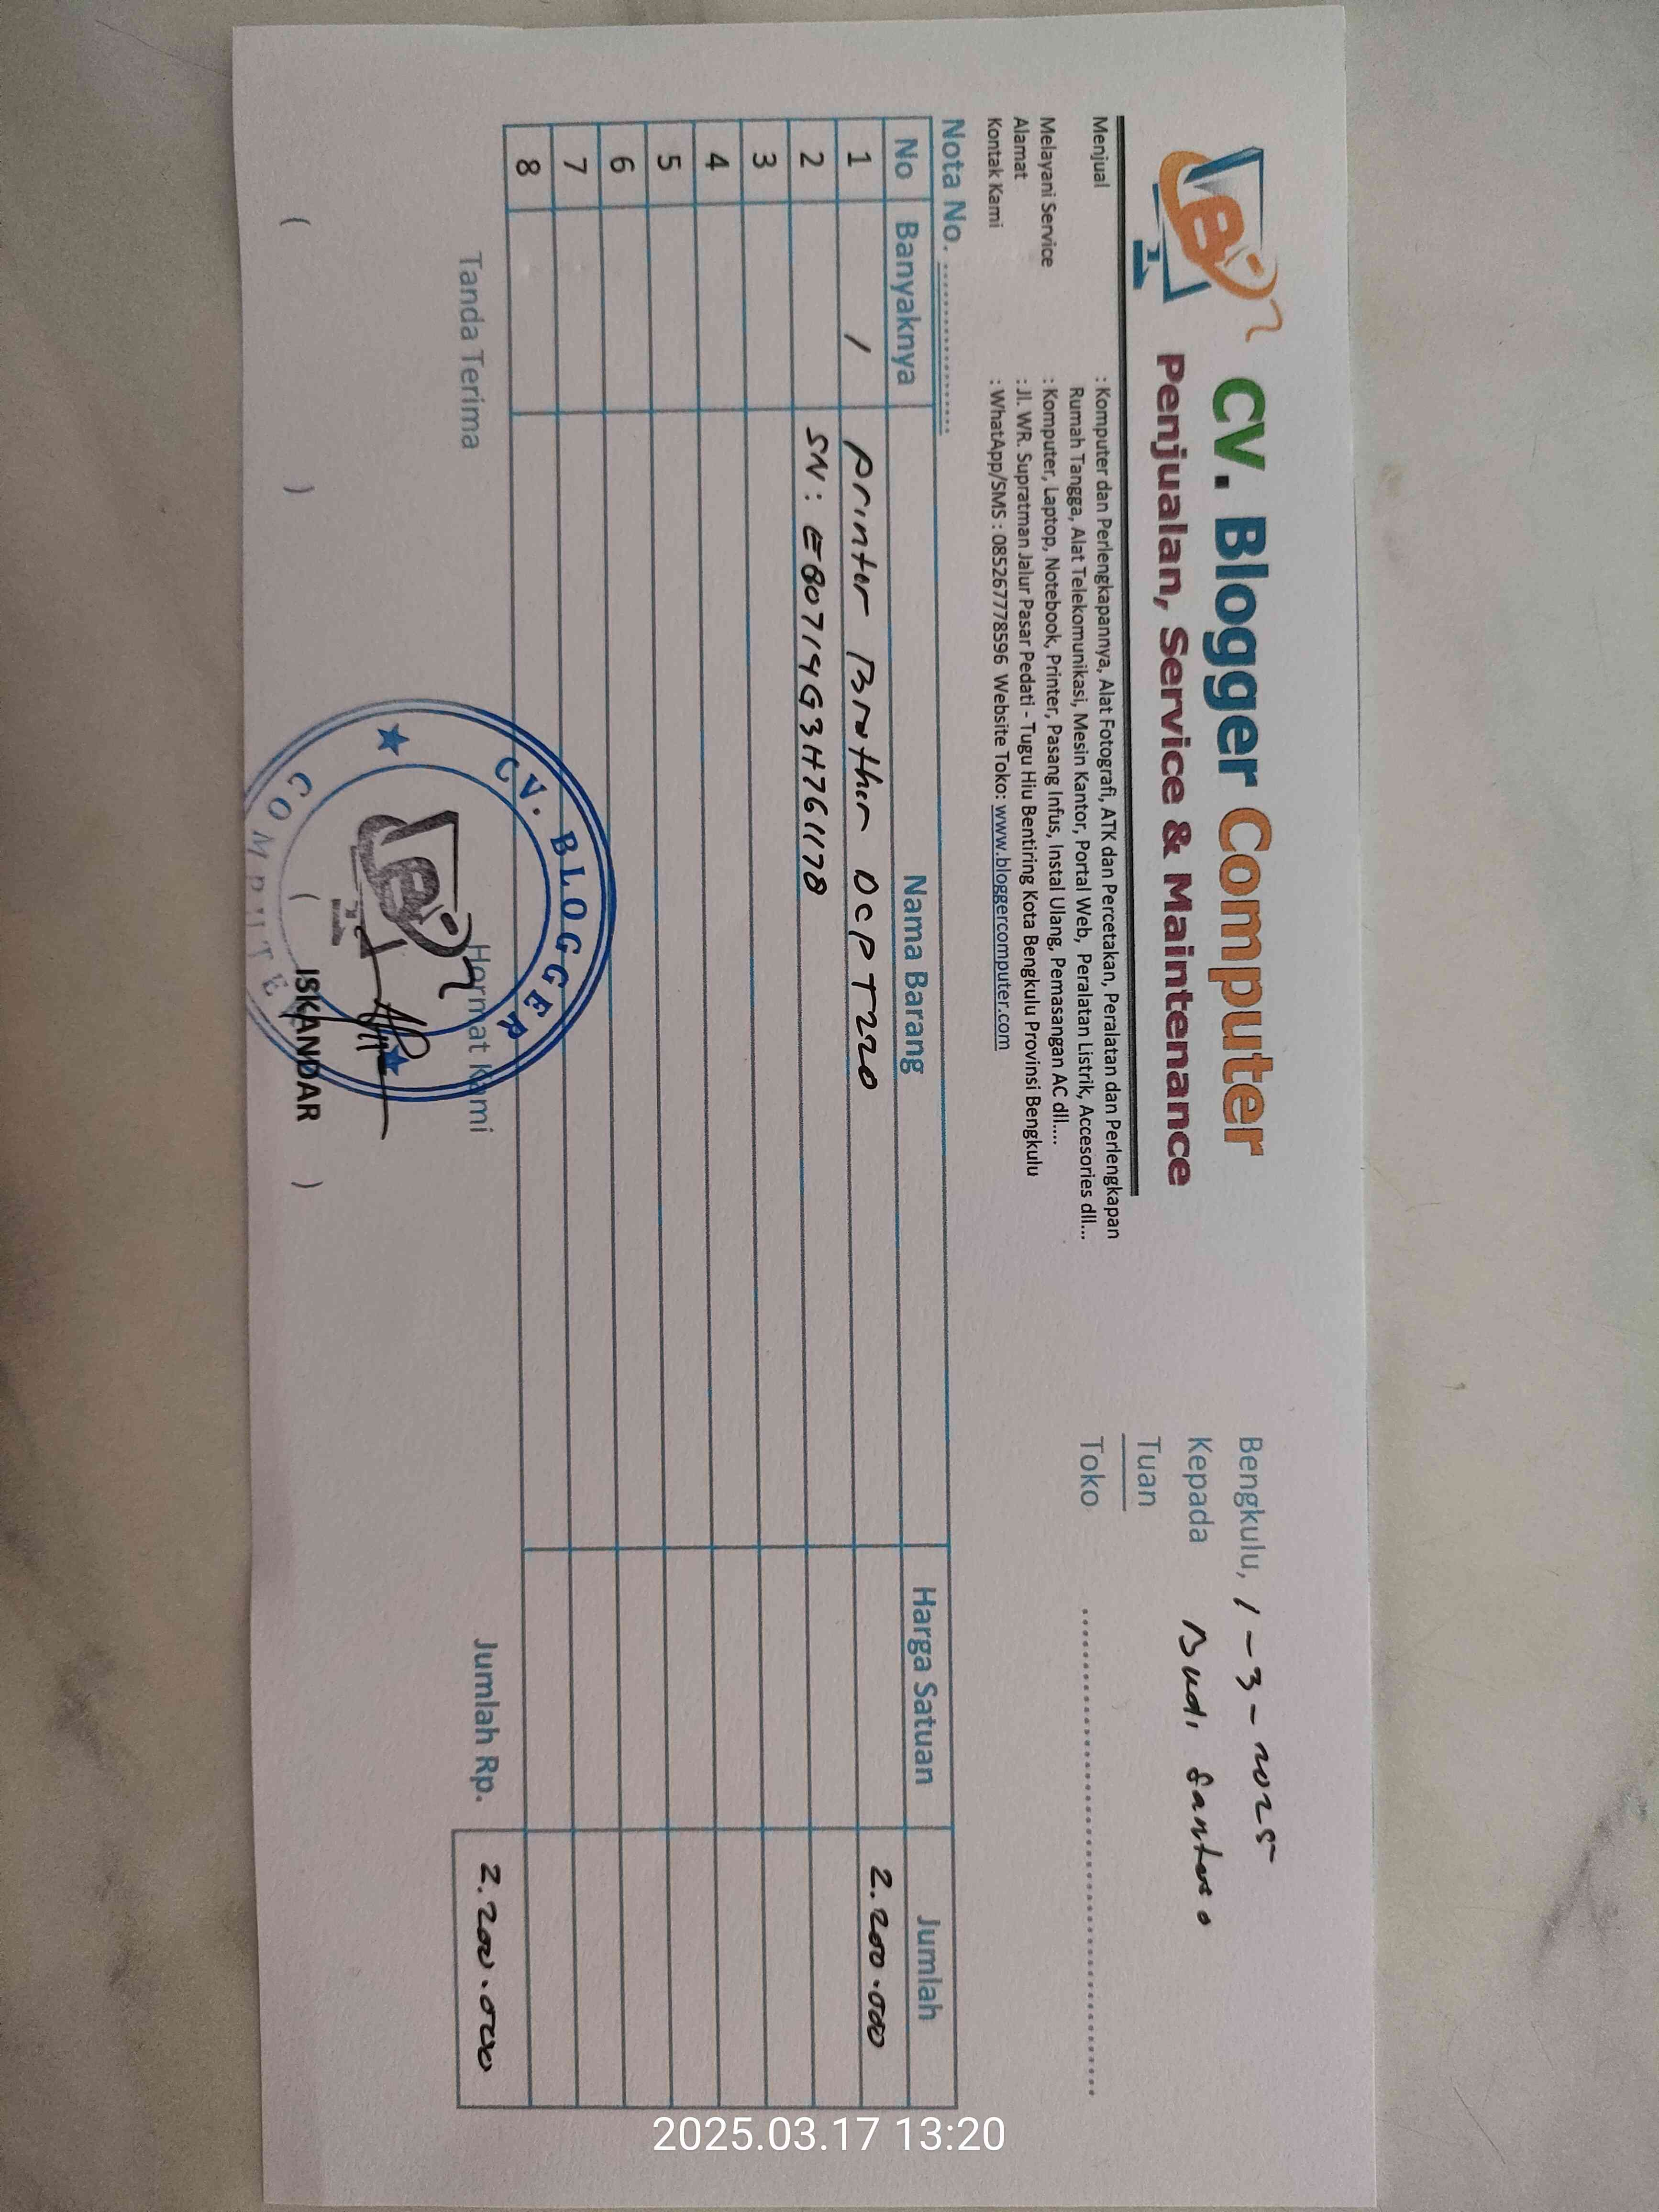 CV. Blogger Computer
Penjualan, Service & Maintenance
Menjual : Komputer dan Perlengkapannya, Alat Fotografi, ATK dan Percetakan, Peralatan dan Perlengkapan
Rumah Tangga, Alat Telekomunikasi, Mesin Kantor, Portal Web, Peralatan Listrik, Accesories dll...
Melayani Service : Komputer, Laptop, Notebook, Printer, Pasang Infus, Instal Ulang, Pemasangan AC dll....
Alamat : Jl. WR. Supratman Jalur Pasar Pedati - Tugu Hiu Bentiring Kota Bengkulu Provinsi Bengkulu
Kontak Kami : WhatApp/SMS : 085267778596 Website Toko: www.bloggercomputer.com
Bengkulu, 1-3-2025
Kepada Budi Santoso
Tuan
Toko ..........................................
Nota No. ..................
No Banyaknya Nama Barang Harga Satuan Jumlah
1 1 Printer Brother DCP T220 2.200.000
2 SN: E80719G3H761178
3
4
5
6
7
8
Tanda Terima Hormat Kami Jumlah Rp. 2.200.000
CV. BLOGGER
COMPUTE
( ) ( ISKANDAR )
2025.03.17 13:20